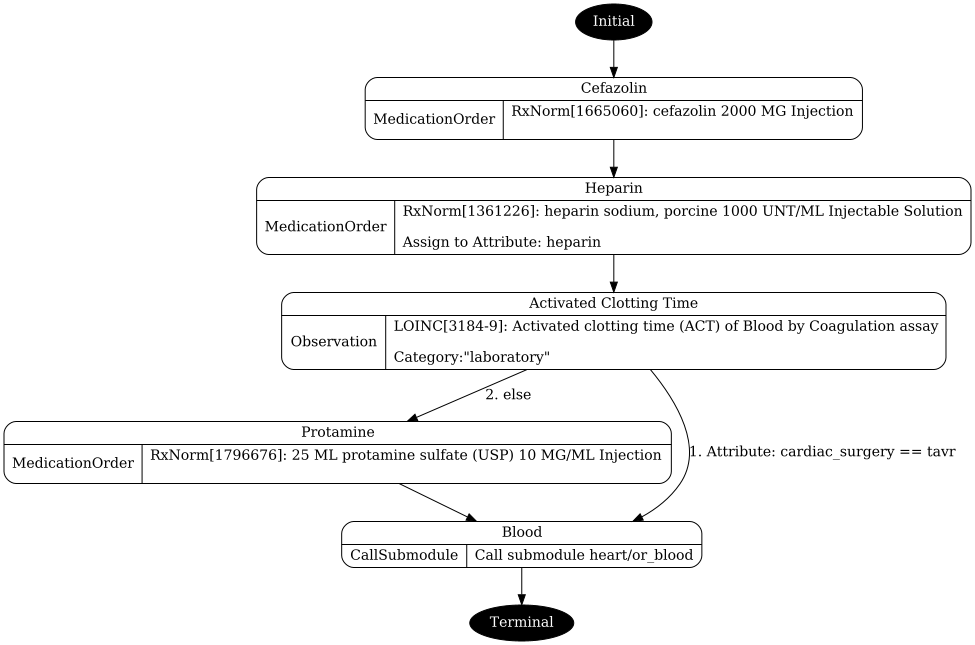 Initial
Cefazolin
MedicationOrder
RxNorm[1665060]: cefazolin 2000 MG Injection
Heparin
MedicationOrder
RxNorm[1361226]: heparin sodium, porcine 1000 UNT/ML Injectable Solution
Assign to Attribute: heparin
Activated Clotting Time
Observation
LOINC[3184-9]: Activated clotting time (ACT) of Blood by Coagulation assay
Category:"laboratory"
2. else
Protamine
MedicationOrder
RxNorm[1796676]: 25 ML protamine sulfate (USP) 10 MG/ML Injection
1. Attribute: cardiac_surgery == tavr
Blood
CallSubmodule
Call submodule heart/or_blood
Terminal